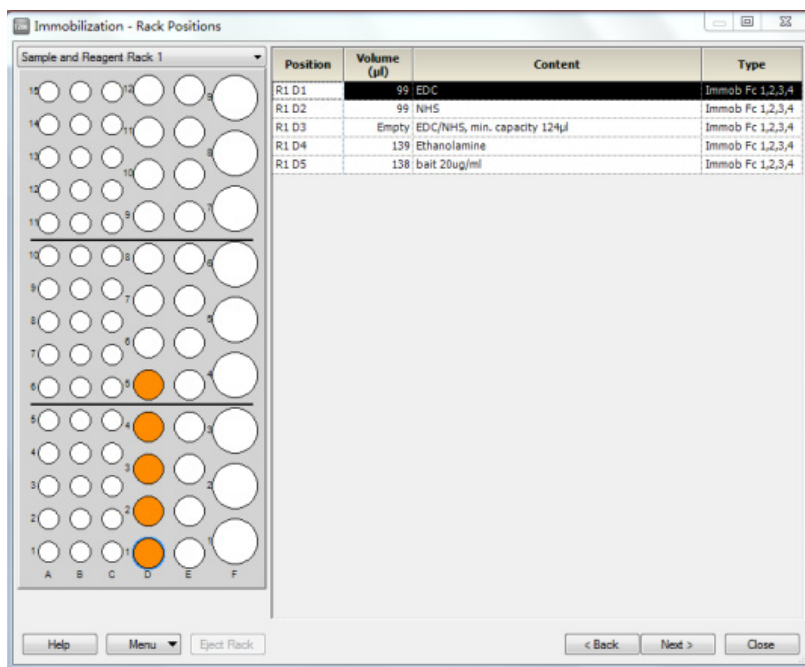 Immobilization - Rack Positions
Sample and Reagent Rack 1
Position Volume (µl) Content Type
R1 D1 99 EDC Immob Fc 1,2,3,4
R1 D2 99 NHS Immob Fc 1,2,3,4
R1 D3 Empty EDC/NHS, min. capacity 124µl Immob Fc 1,2,3,4
R1 D4 139 Ethanolamine Immob Fc 1,2,3,4
R1 D5 138 bait 20ug/ml Immob Fc 1,2,3,4
15 12 9
14 11
13 10 8
12
11 9 7
10 8 6
9 7
8 6 5
7
6 5 4
5 4 3
4 3
3 2
2 2
1 1 1
A B C D E F
Help Menu Eject Rack < Back Next > Close